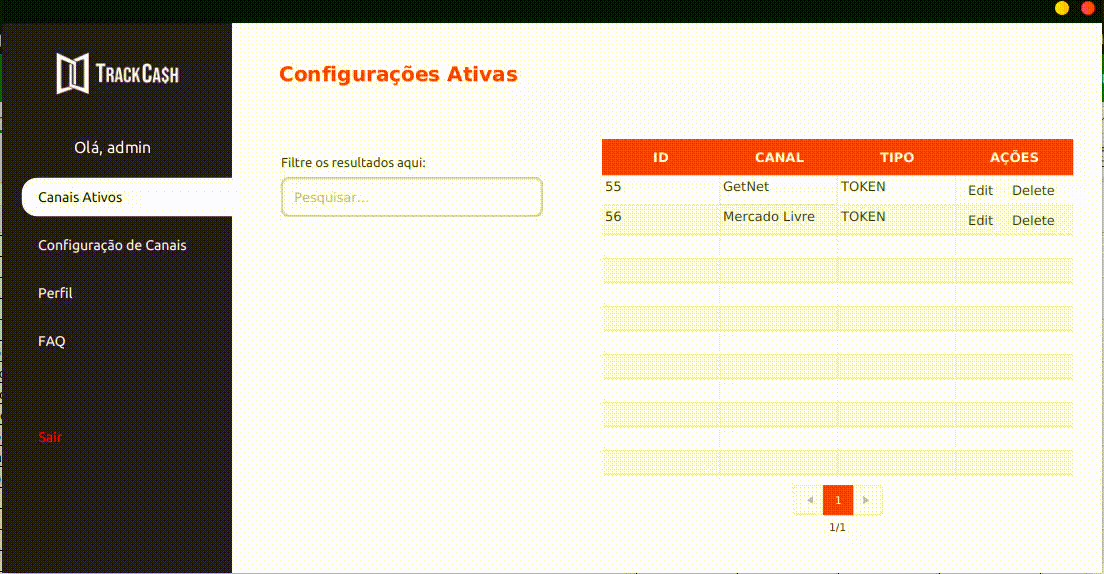 TRACKCA$H
Configurações Ativas
Olá, admin
Canais Ativos
Configuração de Canais
Perfil
FAQ
Sair
Filtre os resultados aqui:
Pesquisar...
ID CANAL TIPO AÇÕES
55 GetNet TOKEN Edit Delete
56 Mercado Livre TOKEN Edit Delete
1
1/1